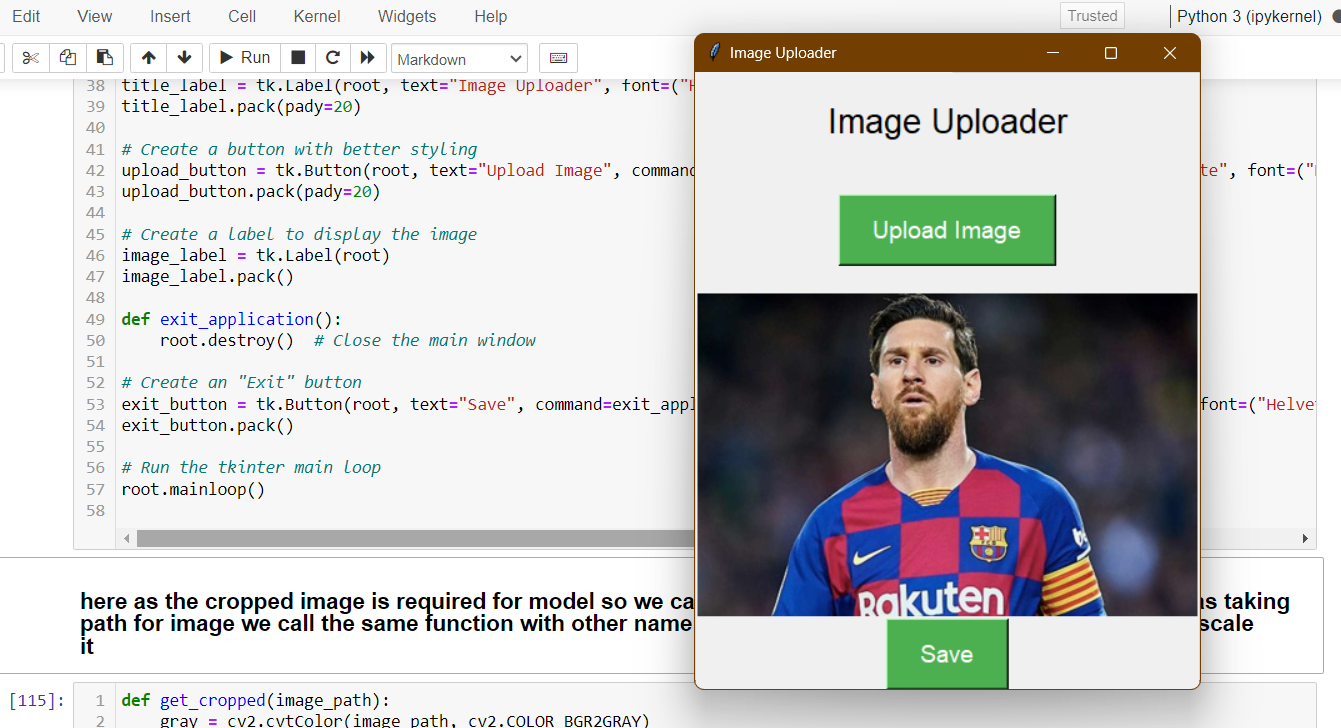 Edit View Insert Cell Kernel Widgets Help
Trusted Python 3 (ipykernel)
Run Markdown
38 title_label = tk.Label(root, text="Image Uploader", font=("H
39 title_label.pack(pady=20)
40
41 # Create a button with better styling
42 upload_button = tk.Button(root, text="Upload Image", command te", font=("
43 upload_button.pack(pady=20)
44
45 # Create a label to display the image
46 image_label = tk.Label(root)
47 image_label.pack()
48
49 def exit_application():
50 root.destroy() # Close the main window
51
52 # Create an "Exit" button
53 exit_button = tk.Button(root, text="Save", command=exit_appl font=("Helve
54 exit_button.pack()
55
56 # Run the tkinter main loop
57 root.mainloop()
58
Image Uploader
Image Uploader
Upload Image
Rakuten
Save
here as the cropped image is required for model so we ca s taking
path for image we call the same function with other name scale
it
[115]: 1 def get_cropped(image_path):
2 gray = cv2.cvtColor(image_path, cv2.COLOR_BGR2GRAY)